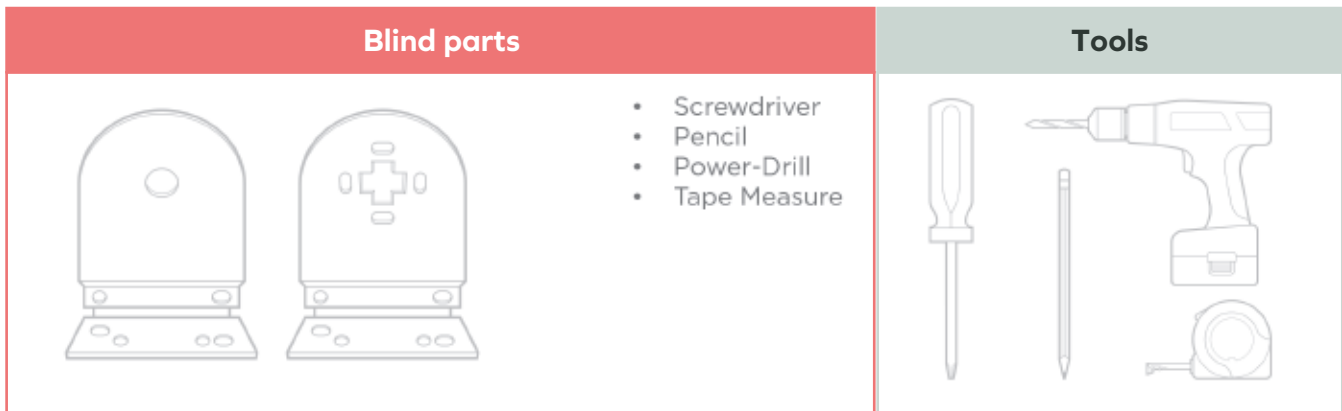 Blind parts
Tools
• Screwdriver
• Pencil
• Power-Drill
• Tape Measure